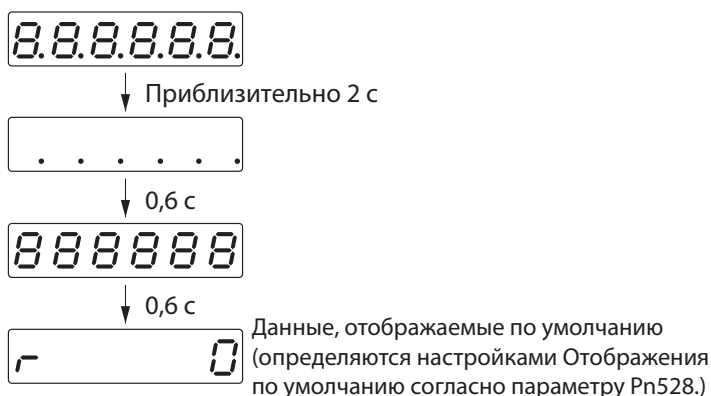 8.8.8.8.8.8.
Приблизительно 2 с
. . . . . .
0,6 с
888888
0,6 с
r 0
Данные, отображаемые по умолчанию
(определяются настройками Отображения
по умолчанию согласно параметру Pn528.)